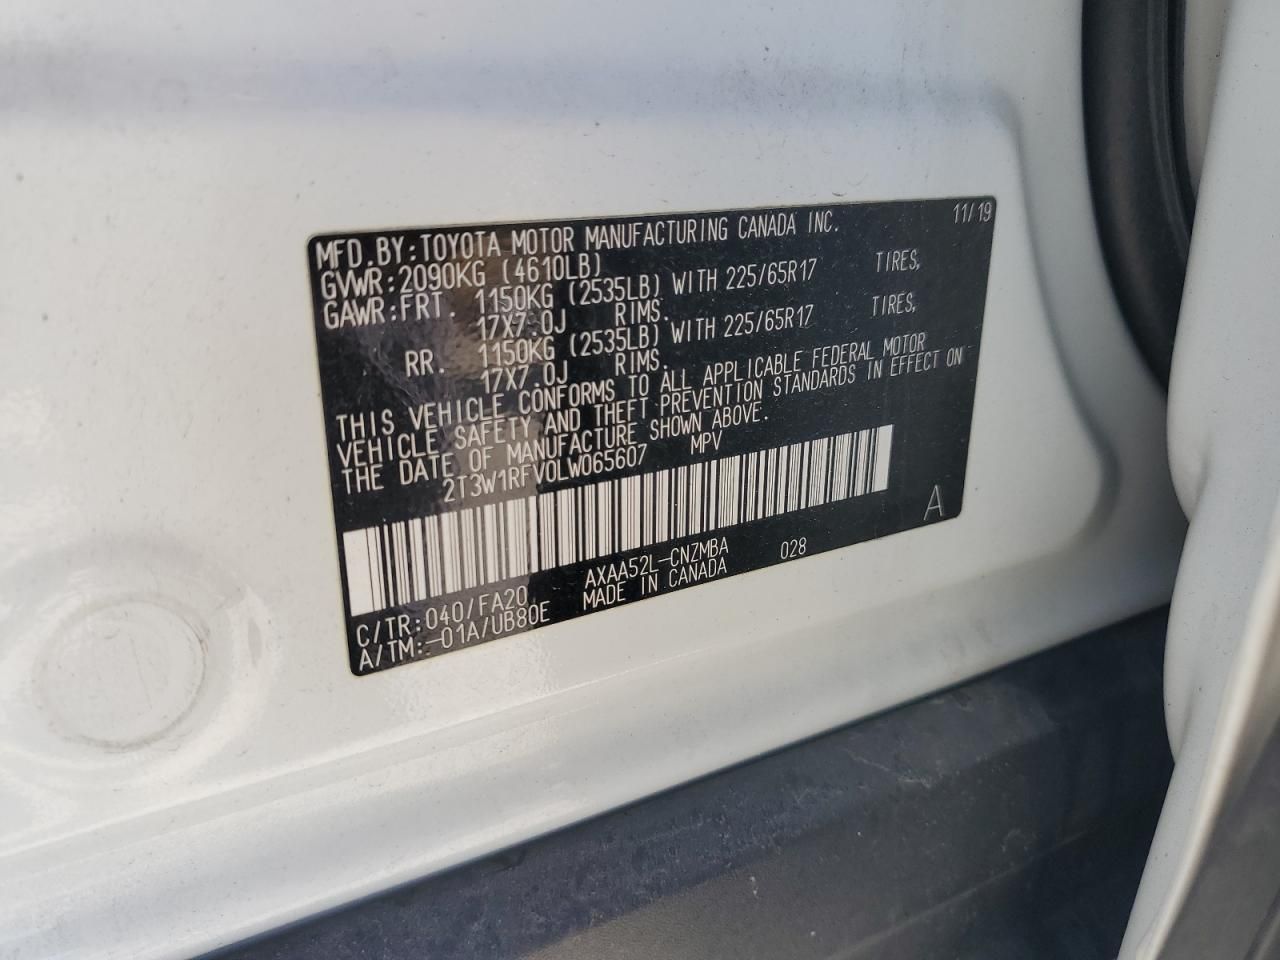 MFD.BY:TOYOTA MOTOR MANUFACTURING CANADA INC. 11/19
GVWR:2090KG (4610LB)
GAWR:FRT. 1150KG (2535LB) WITH 225/65R17 TIRES,
17X7.0J RIMS.
RR. 1150KG (2535LB) WITH 225/65R17 TIRES,
17X7.0J RIMS.
THIS VEHICLE CONFORMS TO ALL APPLICABLE FEDERAL MOTOR
VEHICLE SAFETY AND THEFT PREVENTION STANDARDS IN EFFECT ON
THE DATE OF MANUFACTURE SHOWN ABOVE.
2T3W1RFV0LW065607 MPV
A
C/TR:040/FA20 AXAA52L-CNZMBA 028
A/TM:-01A/UB80E MADE IN CANADA